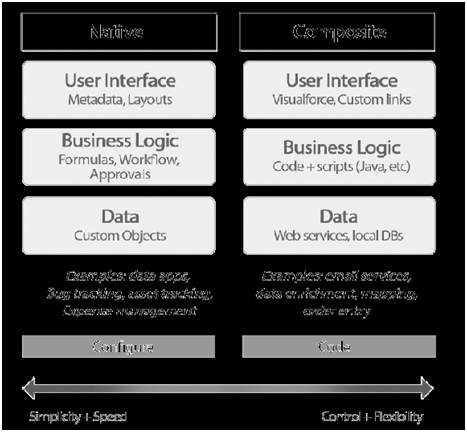 Native
User Interface
Metadata, Layouts
Business Logic
Formulas, Workflow,
Approvals
Data
Custom Objects
Examples: data apps,
Bug tracking, asset tracking,
Expense management
Configure
Composite
User Interface
Visualforce, Custom links
Business Logic
Code + scripts (Java, etc)
Data
Web services, local DBs
Examples: email services,
data enrichment, mapping,
order entry
Code
Simplicity + Speed
Control + Flexibility